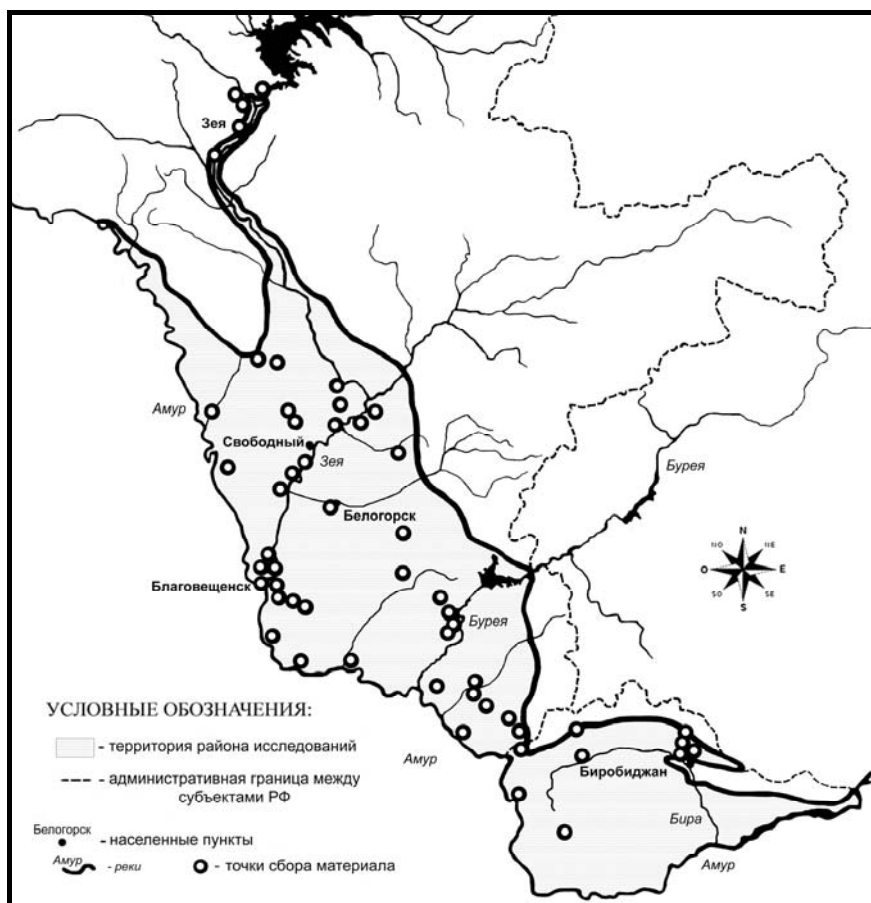 Зея
Амур
Свободный
Зея
Бурея
Белогорск
N
NO
NE
O
E
SO
SE
S
Благовещенск
Бурея
УСЛОВНЫЕ ОБОЗНАЧЕНИЯ:
- территория района исследований
- административная граница между
субъектами РФ
Белогорск
- населенные пункты
Амур
- реки
- точки сбора материала
Амур
Биробиджан
Бира
Амур